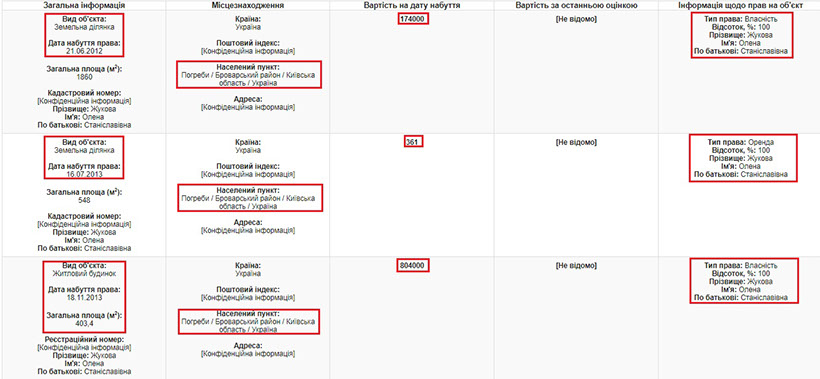 Загальна інформація
Місцезнаходження
Вартість на дату набуття
Вартість за останньою оцінкою
Інформація щодо прав на об'єкт
Вид об'єкта:
Земельна ділянка
Дата набуття права:
21.06.2012
Загальна площа (м²):
1860
Кадастровий номер:
[Конфіденційна інформація]
Прізвище: Жукова
Ім'я: Олена
По батькові: Станіславівна
Країна:
Україна
Поштовий індекс:
[Конфіденційна інформація]
Населений пункт:
Погреби / Броварський район / Київська
область / Україна
Адреса:
[Конфіденційна інформація]
174000
[Не відомо]
Тип права: Власність
Відсоток, %: 100
Прізвище: Жукова
Ім'я: Олена
По батькові: Станіславівна
Вид об'єкта:
Земельна ділянка
Дата набуття права:
16.07.2013
Загальна площа (м²):
548
Кадастровий номер:
[Конфіденційна інформація]
Прізвище: Жукова
Ім'я: Олена
По батькові: Станіславівна
Країна:
Україна
Поштовий індекс:
[Конфіденційна інформація]
Населений пункт:
Погреби / Броварський район / Київська
область / Україна
Адреса:
[Конфіденційна інформація]
361
[Не відомо]
Тип права: Оренда
Відсоток, %: 100
Прізвище: Жукова
Ім'я: Олена
По батькові: Станіславівна
Вид об'єкта:
Житловий будинок
Дата набуття права:
18.11.2013
Загальна площа (м²):
403,4
Реєстраційний номер:
[Конфіденційна інформація]
Прізвище: Жукова
Ім'я: Олена
По батькові: Станіславівна
Країна:
Україна
Поштовий індекс:
[Конфіденційна інформація]
Населений пункт:
Погреби / Броварський район / Київська
область / Україна
Адреса:
[Конфіденційна інформація]
804000
[Не відомо]
Тип права: Власність
Відсоток, %: 100
Прізвище: Жукова
Ім'я: Олена
По батькові: Станіславівна